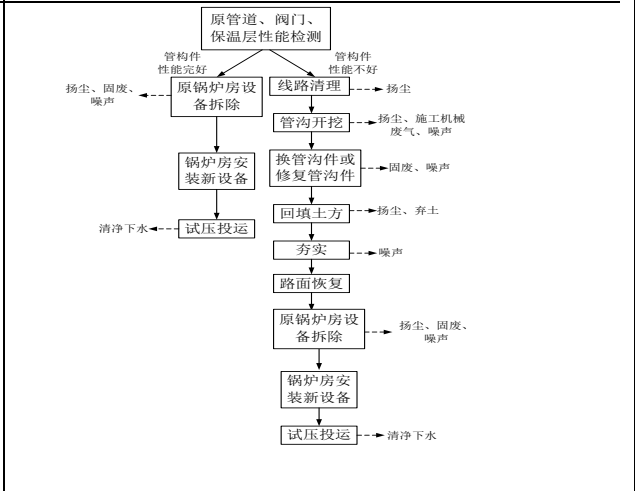 原管道、阀门、
保温层性能检测
管构件
性能完好
管构件
性能不好
扬尘、固废、
噪声
原锅炉房设
备拆除
线路清理
扬尘
管沟开挖
扬尘、施工机械
废气、噪声
锅炉房安
装新设备
换管沟件或
修复管沟件
固废、噪声
清净下水
试压投运
回填土方
扬尘、弃土
夯实
噪声
路面恢复
原锅炉房设
备拆除
扬尘、固废、
噪声
锅炉房安
装新设备
试压投运
清净下水